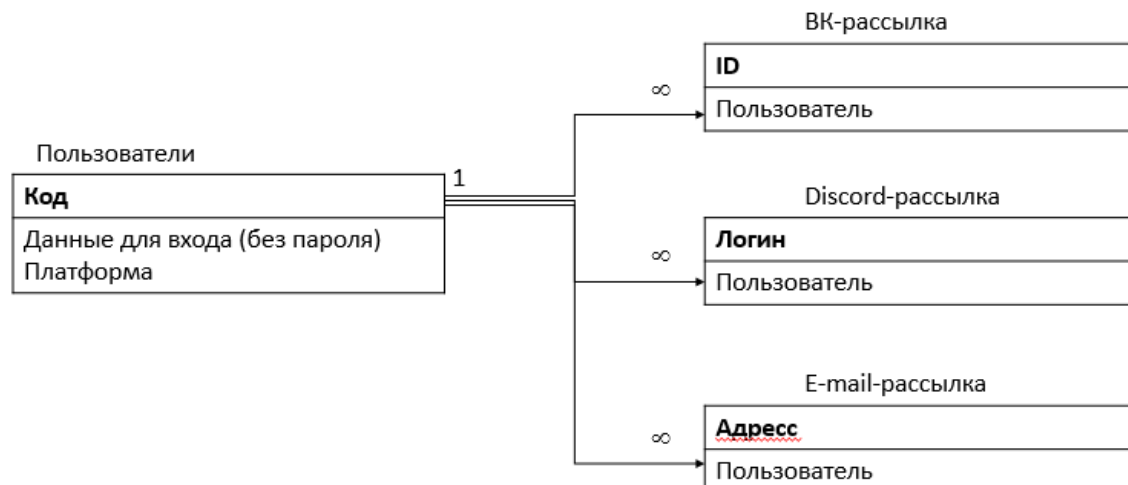 ВК-рассылка
ID
∞
Пользователь
Пользователи
1
Код
Discord-рассылка
Данные для входа (без пароля)
Логин
Платформа
∞
Пользователь
E-mail-рассылка
Адресс
∞
Пользователь